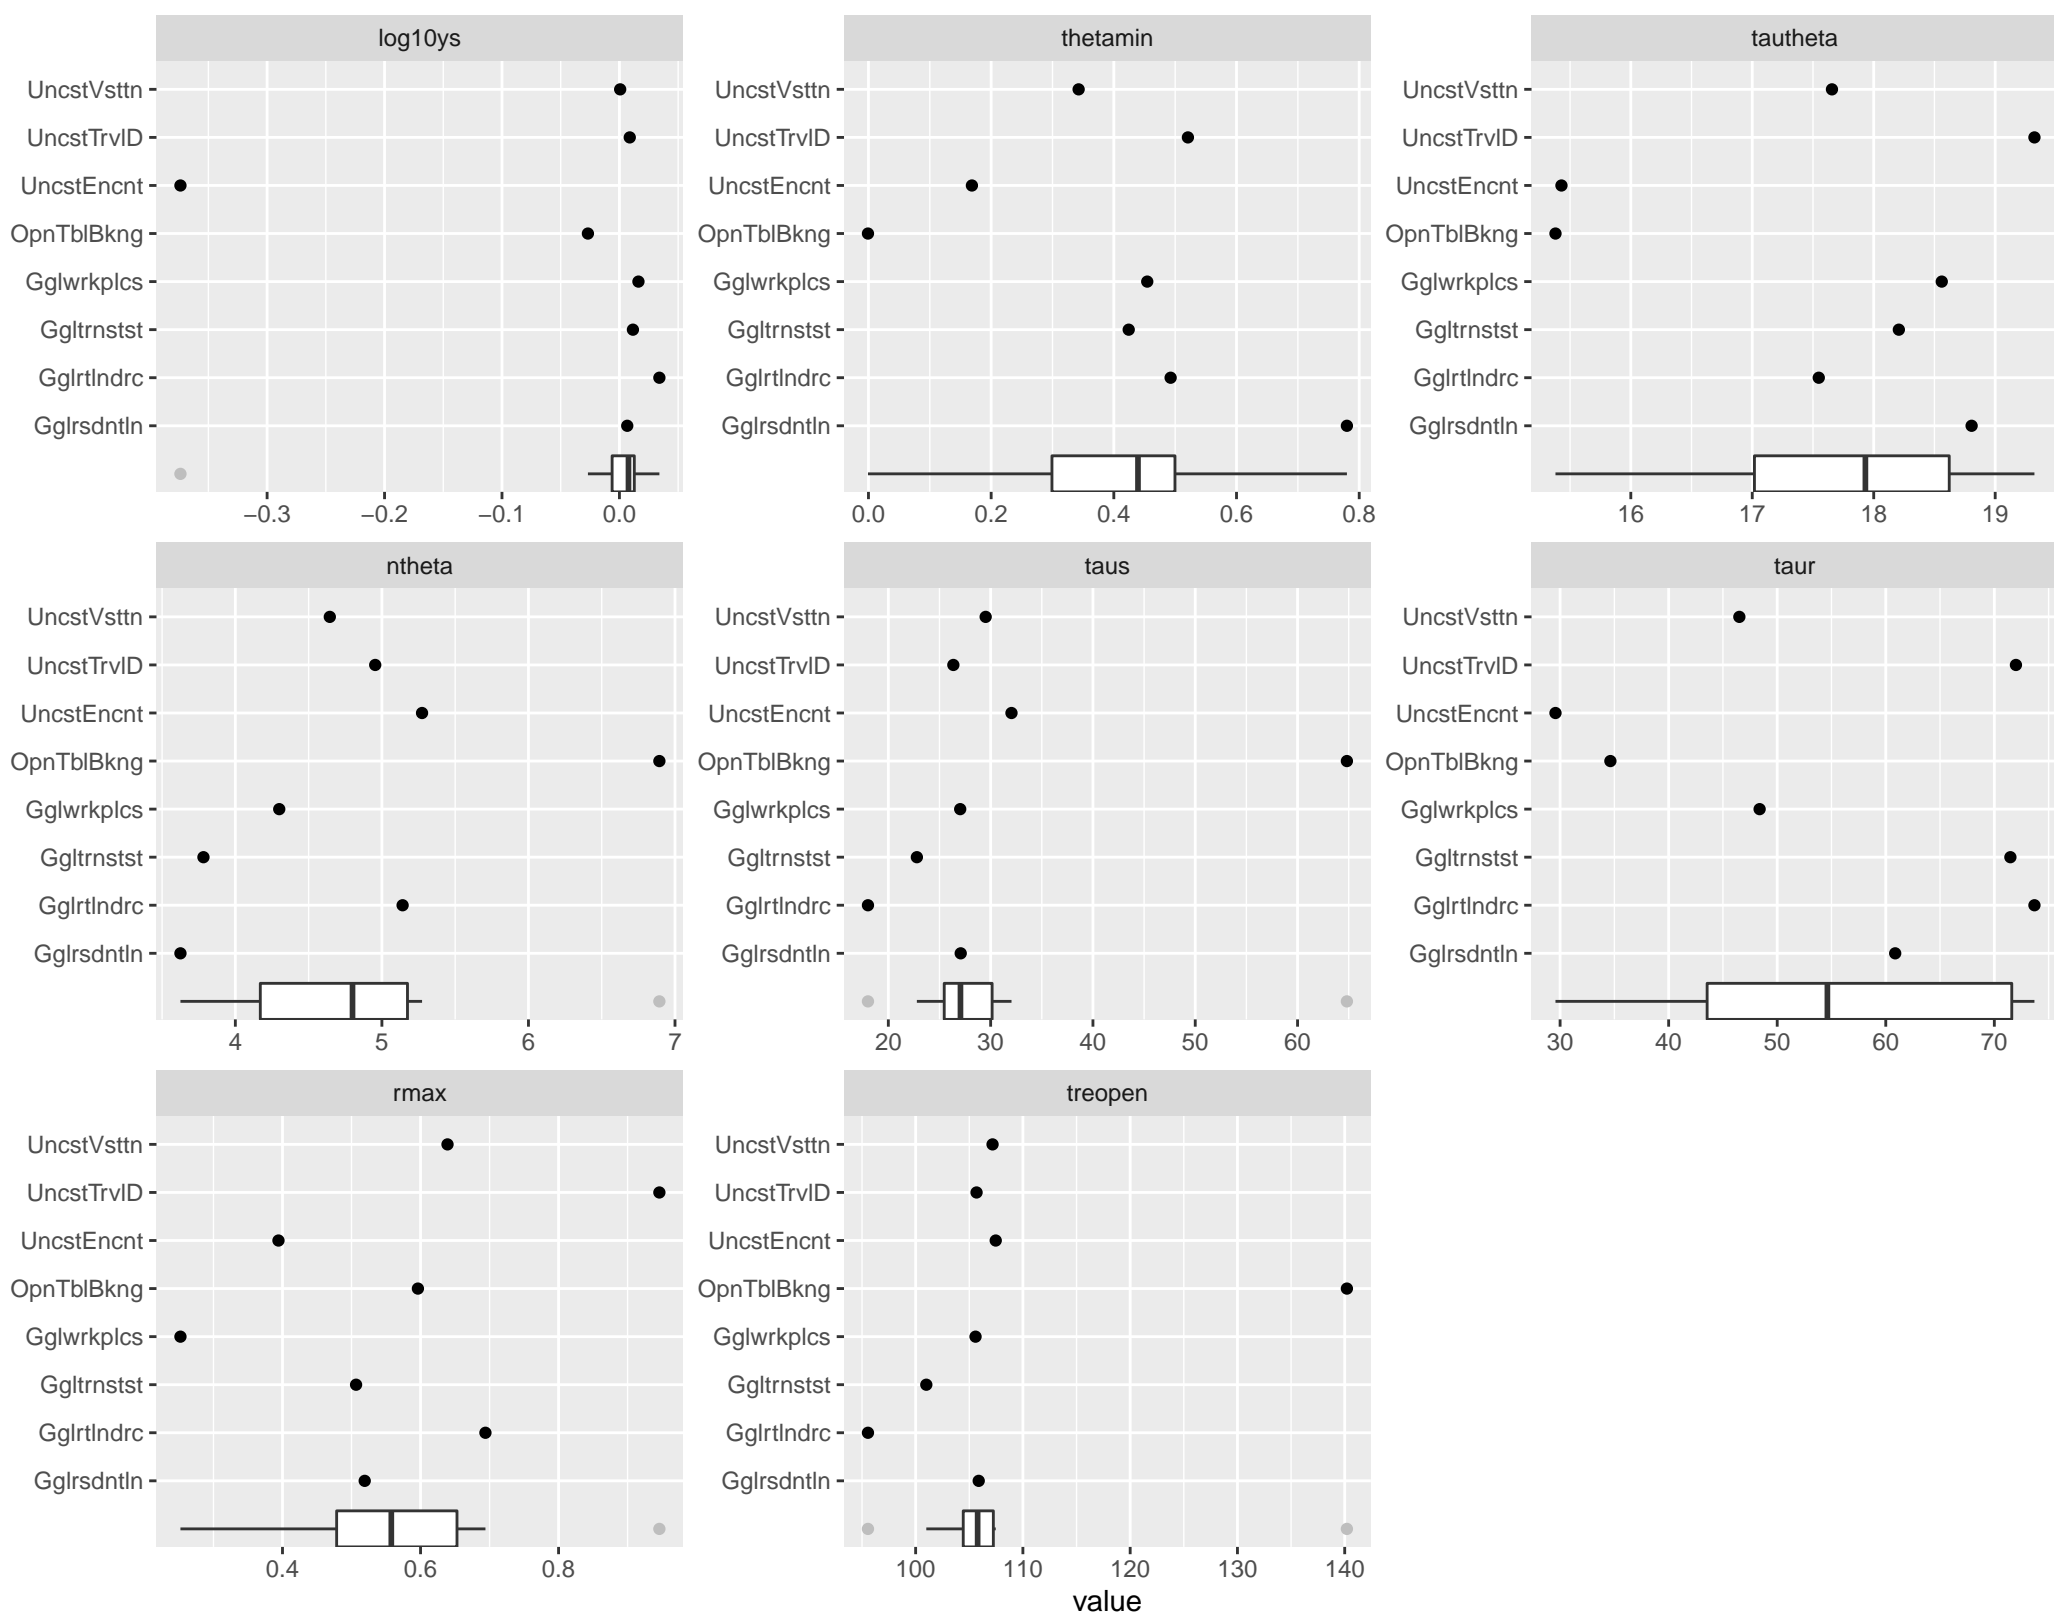 log10ys
UncstVsttn
UncstTrvlD
UncstEncnt
OpnTblBkng
Gglwrkplcs
Ggltrnstst
Gglrtlndrc
Gglrsdntln
−0.3 −0.2 −0.1 0.0
thetamin
UncstVsttn
UncstTrvlD
UncstEncnt
OpnTblBkng
Gglwrkplcs
Ggltrnstst
Gglrtlndrc
Gglrsdntln
0.0 0.2 0.4 0.6 0.8
tautheta
UncstVsttn
UncstTrvlD
UncstEncnt
OpnTblBkng
Gglwrkplcs
Ggltrnstst
Gglrtlndrc
Gglrsdntln
16 17 18 19
ntheta
UncstVsttn
UncstTrvlD
UncstEncnt
OpnTblBkng
Gglwrkplcs
Ggltrnstst
Gglrtlndrc
Gglrsdntln
4 5 6 7
taus
UncstVsttn
UncstTrvlD
UncstEncnt
OpnTblBkng
Gglwrkplcs
Ggltrnstst
Gglrtlndrc
Gglrsdntln
20 30 40 50 60
taur
UncstVsttn
UncstTrvlD
UncstEncnt
OpnTblBkng
Gglwrkplcs
Ggltrnstst
Gglrtlndrc
Gglrsdntln
30 40 50 60 70
rmax
UncstVsttn
UncstTrvlD
UncstEncnt
OpnTblBkng
Gglwrkplcs
Ggltrnstst
Gglrtlndrc
Gglrsdntln
0.4 0.6 0.8
treopen
UncstVsttn
UncstTrvlD
UncstEncnt
OpnTblBkng
Gglwrkplcs
Ggltrnstst
Gglrtlndrc
Gglrsdntln
100 110 120 130 140
value